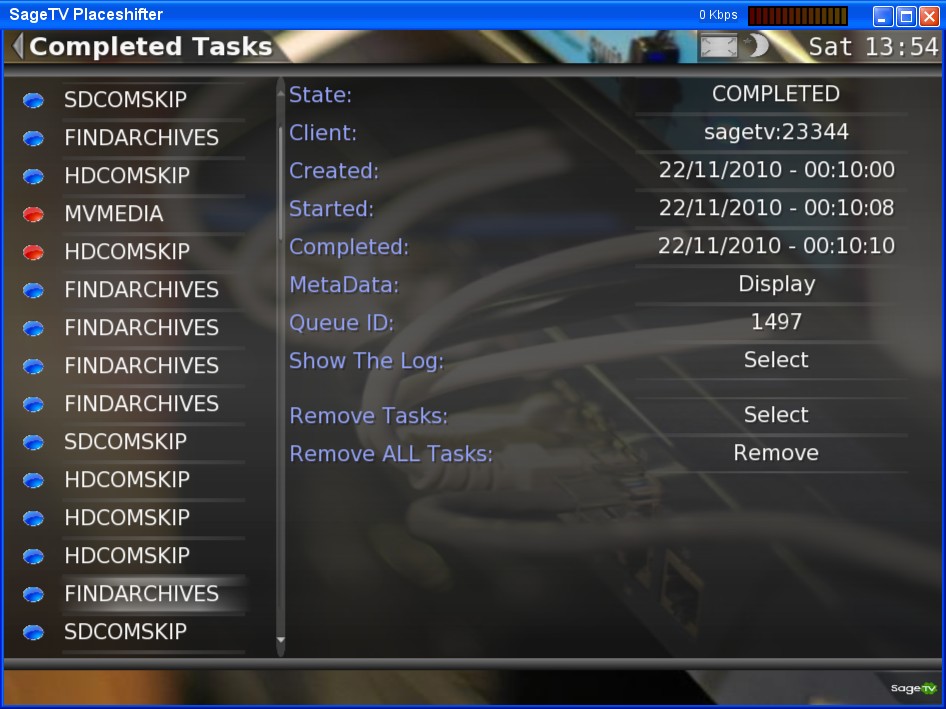 SageTV Placeshifter
0 Kbps
Completed Tasks
Sat 13:54
SDCOMSKIP
FINDARCHIVES
HDCOMSKIP
MVMEDIA
HDCOMSKIP
FINDARCHIVES
FINDARCHIVES
FINDARCHIVES
FINDARCHIVES
SDCOMSKIP
HDCOMSKIP
HDCOMSKIP
HDCOMSKIP
FINDARCHIVES
SDCOMSKIP
State: COMPLETED
Client: sagetv:23344
Created: 22/11/2010 - 00:10:00
Started: 22/11/2010 - 00:10:08
Completed: 22/11/2010 - 00:10:10
MetaData: Display
Queue ID: 1497
Show The Log: Select
Remove Tasks: Select
Remove ALL Tasks: Remove
SageTV